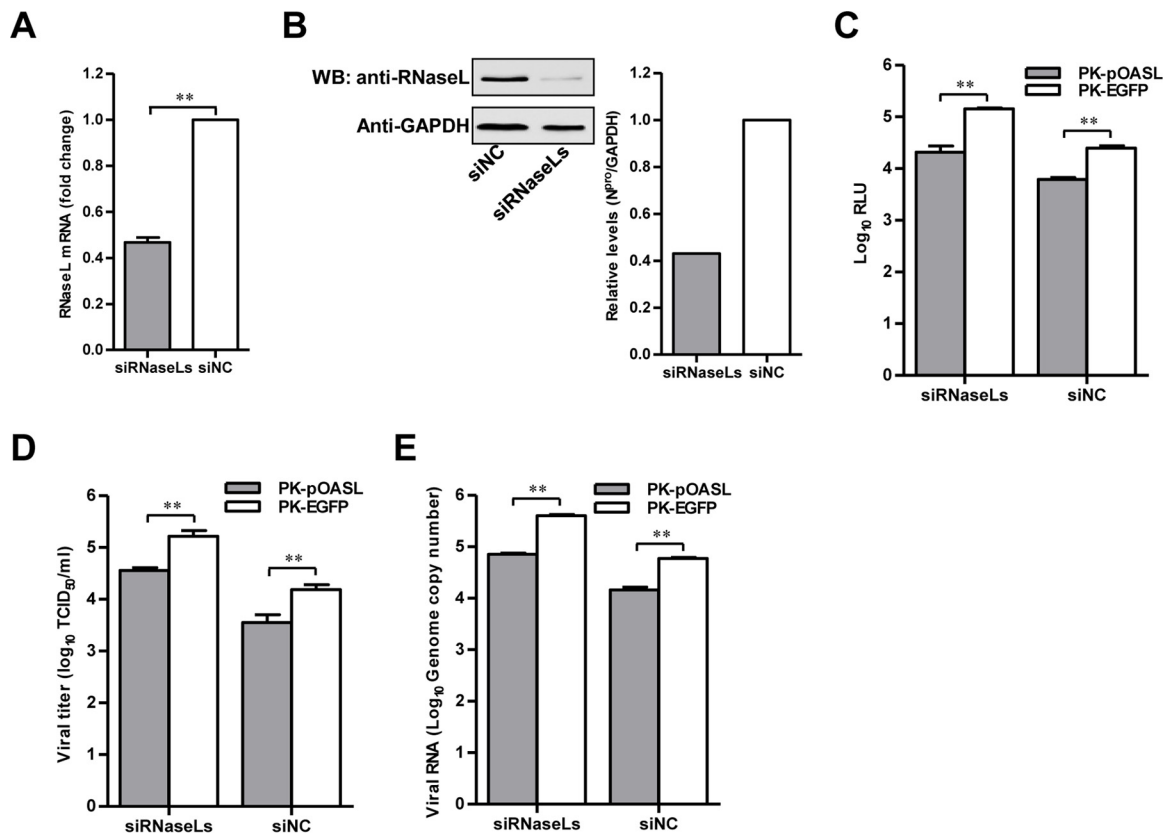 A
RNaseL mRNA (fold change)
1.2
1.0
0.8
0.6
0.4
0.2
0.0
**
siRNaseLs
siNC
B
WB: anti-RNaseL
Anti-GAPDH
siNC
siRNaseLs
Relative levels (Nᵖʳᵒ/GAPDH)
1.2
1.0
0.8
0.6
0.4
0.2
0.0
siRNaseLs
siNC
C
PK-pOASL
PK-EGFP
Log₁₀ RLU
6
5
4
3
2
1
0
**
**
siRNaseLs
siNC
D
PK-pOASL
PK-EGFP
Viral titer (log₁₀ TCID₅₀/ml)
6
5
4
3
2
1
0
**
**
siRNaseLs
siNC
E
PK-pOASL
PK-EGFP
Viral RNA (Log₁₀ Genome copy number)
6
5
4
3
2
1
0
**
**
siRNaseLs
siNC